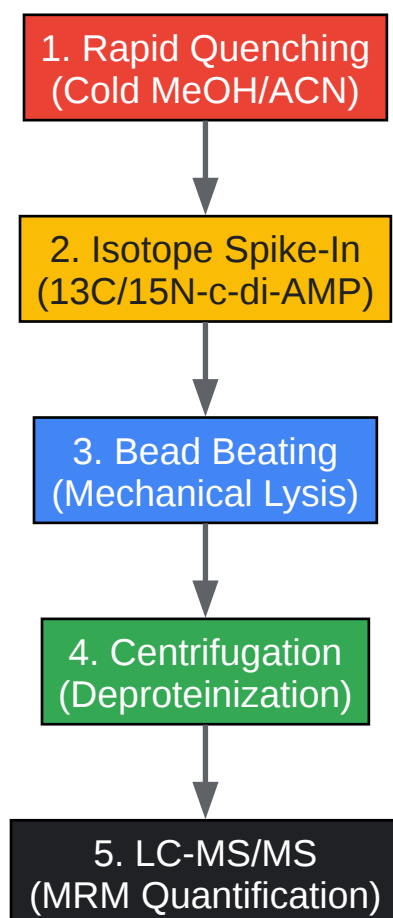 1. Rapid Quenching
(Cold MeOH/ACN)
2. Isotope Spike-In
(13C/15N-c-di-AMP)
3. Bead Beating
(Mechanical Lysis)
4. Centrifugation
(Deproteinization)
5. LC-MS/MS
(MRM Quantification)